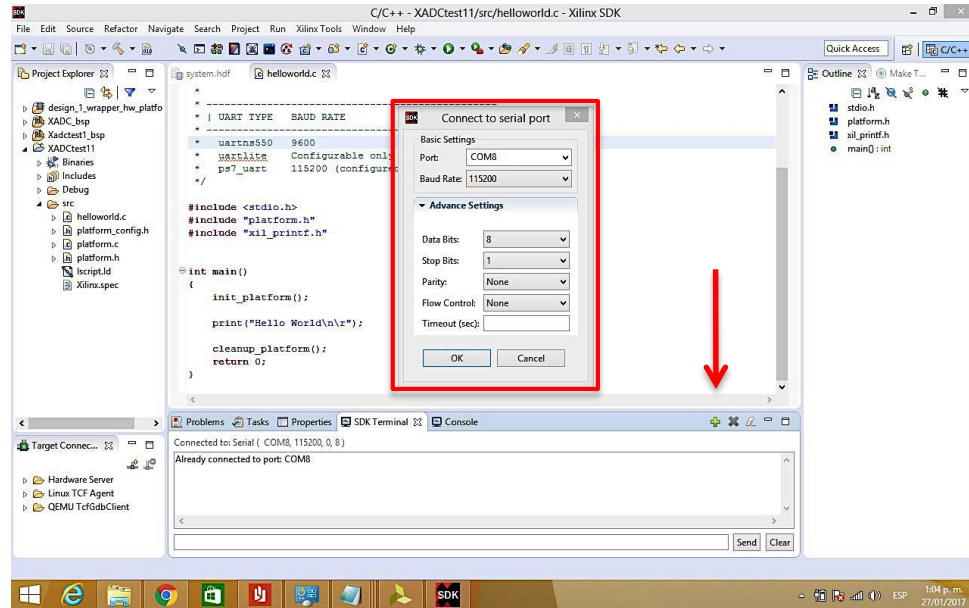 SDK
C/C++ - XADCtest11/src/helloworld.c - Xilinx SDK
File Edit Source Refactor Navigate Search Project Run Xilinx Tools Window Help
Quick Access
C/C++
Project Explorer
design_1_wrapper_hw_platfo
XADC_bsp
Xadctest1_bsp
XADCtest11
Binaries
Includes
Debug
src
helloworld.c
platform_config.h
platform.c
platform.h
lscript.ld
Xilinx.spec
system.hdf
helloworld.c
*
* ------------------------------------------------
* | UART TYPE BAUD RATE
* ------------------------------------------------
* uartns550 9600
* uartlite Configurable only
* ps7_uart 115200 (configured
*/
#include <stdio.h>
#include "platform.h"
#include "xil_printf.h"
int main()
{
init_platform();
print("Hello World\n\r");
cleanup_platform();
return 0;
}
SDK
Connect to serial port
Basic Settings
Port: COM8
Baud Rate: 115200
Advance Settings
Data Bits: 8
Stop Bits: 1
Parity: None
Flow Control: None
Timeout (sec):
OK Cancel
Outline
Make T...
stdio.h
platform.h
xil_printf.h
main() : int
Target Connec...
Hardware Server
Linux TCF Agent
QEMU TcfGdbClient
Problems Tasks Properties SDK Terminal Console
Connected to: Serial ( COM8, 115200, 0, 8 )
Already connected to port: COM8
Send Clear
SDK
ESP
1:04 p. m.
27/01/2017